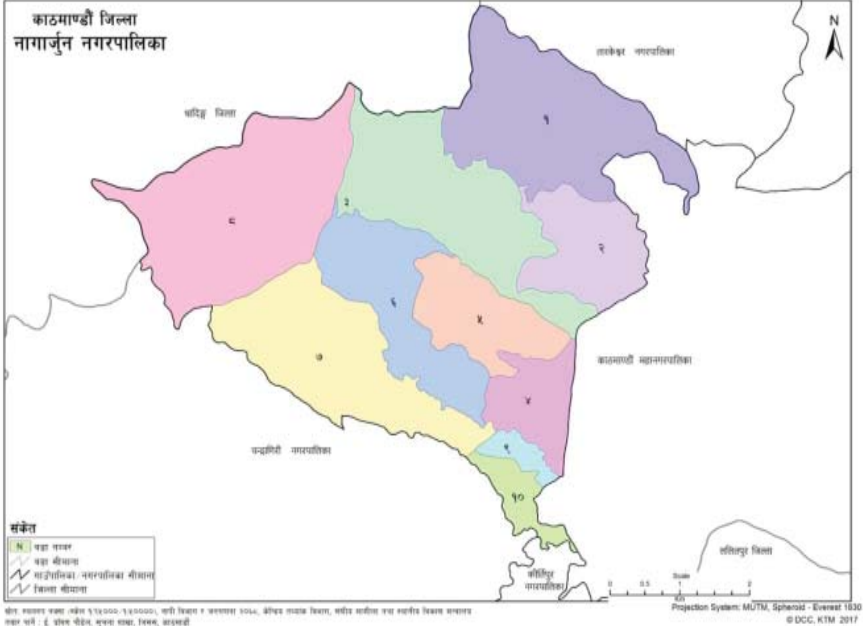 काठमाण्डौं जिल्ला
नागार्जुन नगरपालिका
N
तारकेश्वर नगरपालिका
धादिङ्ग जिल्ला
१
८
३
२
६
५
७
काठमाण्डौं महानगरपालिका
४
चन्द्रागिरी नगरपालिका
९
१०
संकेत
N वडा नम्बर
वडा सीमाना
गाउँपालिका/नगरपालिका सीमाना
जिल्ला सीमाना
ललितपुर जिल्ला
कीर्तिपुर
नगरपालिका
Scale
0 0.5 1 2
Projection System: MUTM, Spheroid - Everest 1830
© DCC, KTM 2017